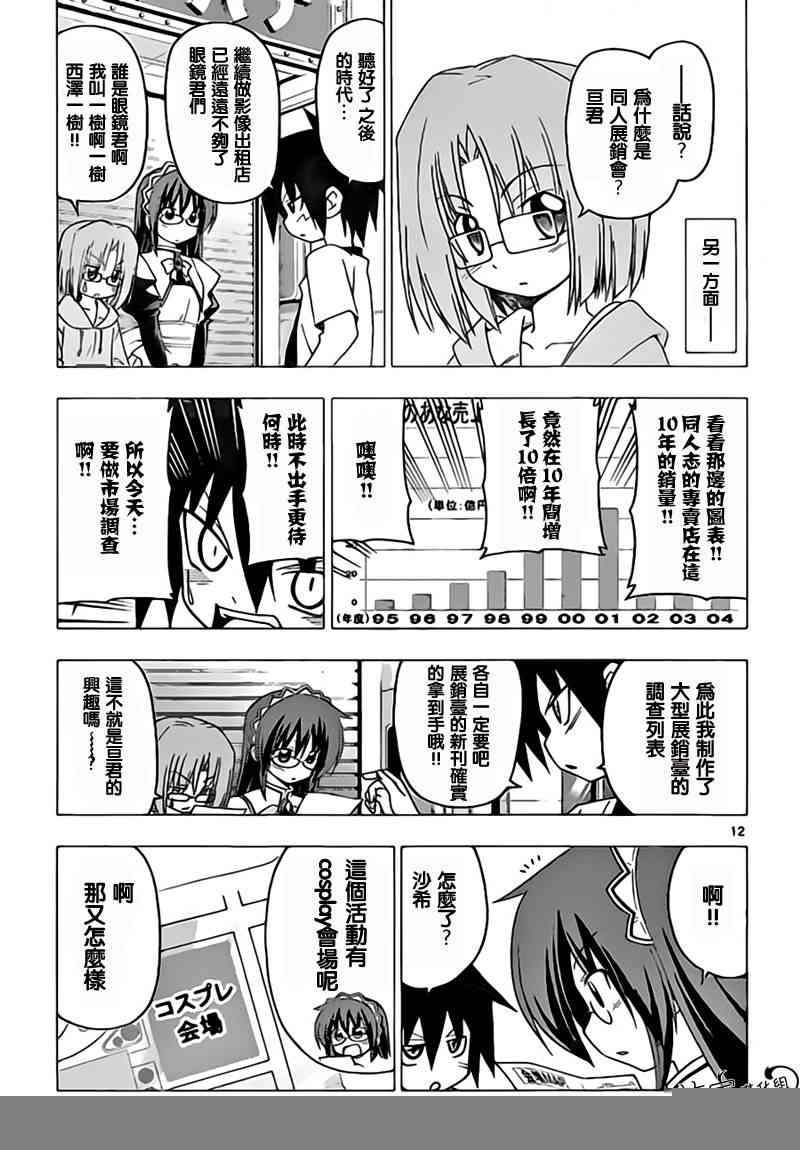 另一方面——
——話說?
為什麼是
同人展銷會?
亘君
聽好了 之後
的時代…
繼續做影像出租店
已經遠遠不夠了
眼鏡君們
誰是眼鏡君啊
我叫一樹啊一樹
西澤一樹!!
看看那邊的圖表!!
同人志的專賣店在這
10年的銷量!!
竟然在10年間增
長了10倍啊!!
噢噢!!
のあな売上
(單位:億円
20
0
(年度) 95 96 97 98 99 00 01 02 03 04
此時不出手更待
何時!!
所以今天…
要做市場調查
啊!!
為此我制作了
大型展銷臺的
調查列表
各自一定要吧
展銷臺的新刊確實
的拿到手哦!!
這不就是亘君的
興趣嗎~~?
12
啊!!
怎麼了?
沙希
這個活動有
cosplay會場呢
啊
那又怎麼樣
コスプレ
会場